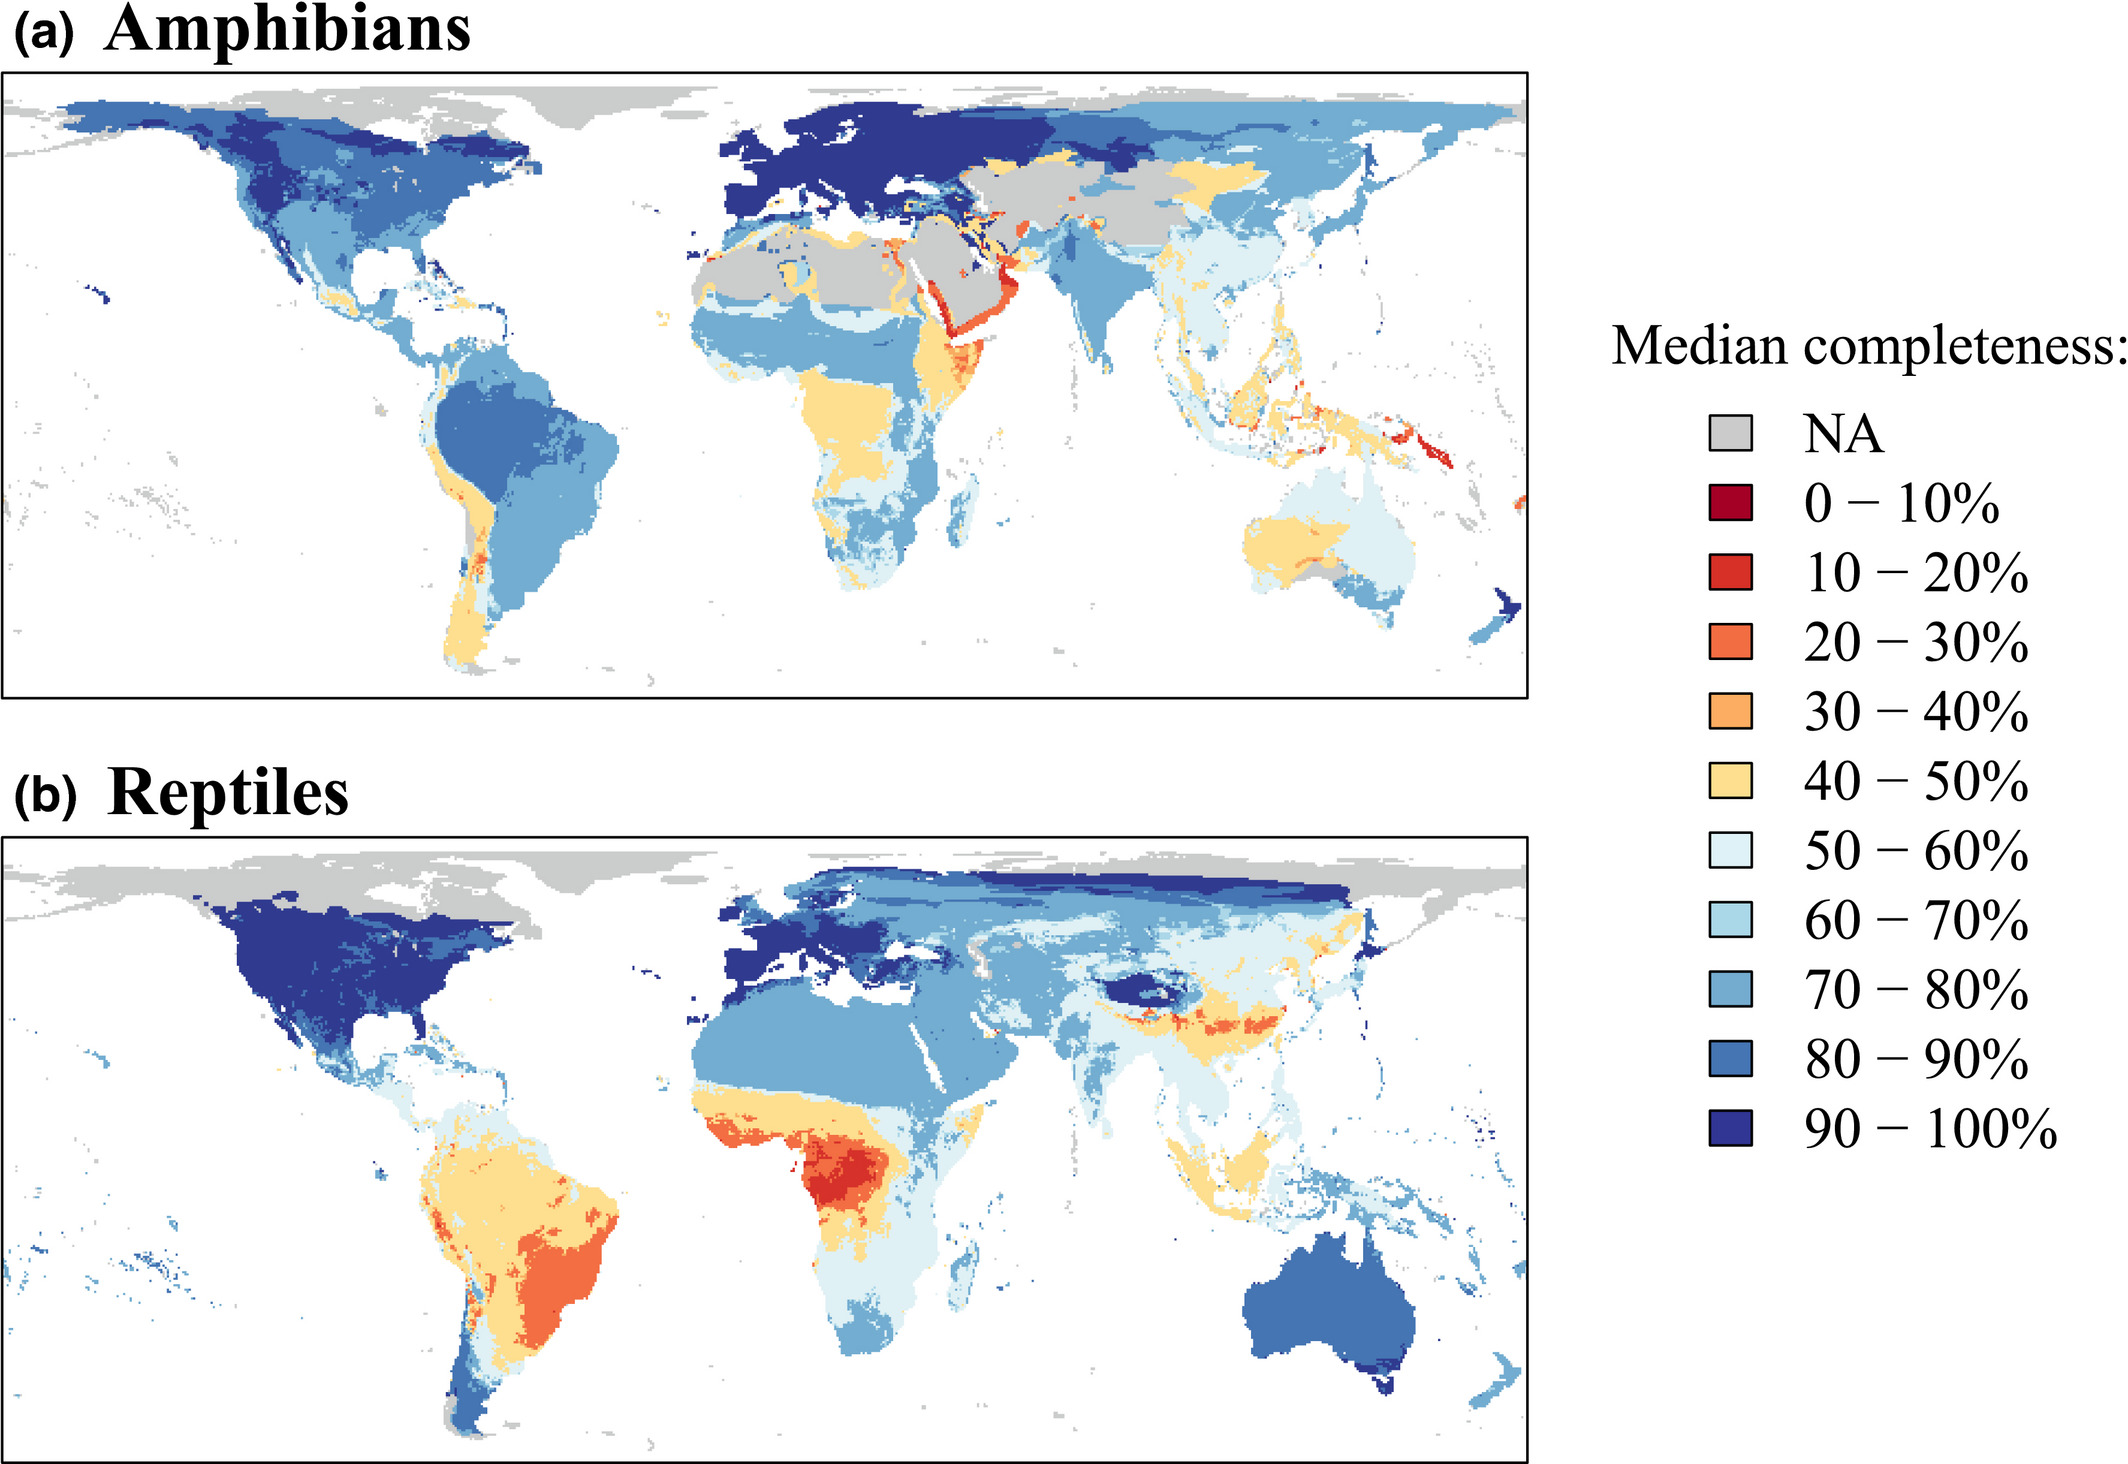 (a) Amphibians
Median completeness:
NA
0 – 10%
10 – 20%
20 – 30%
30 – 40%
40 – 50%
50 – 60%
60 – 70%
70 – 80%
80 – 90%
90 – 100%
(b) Reptiles